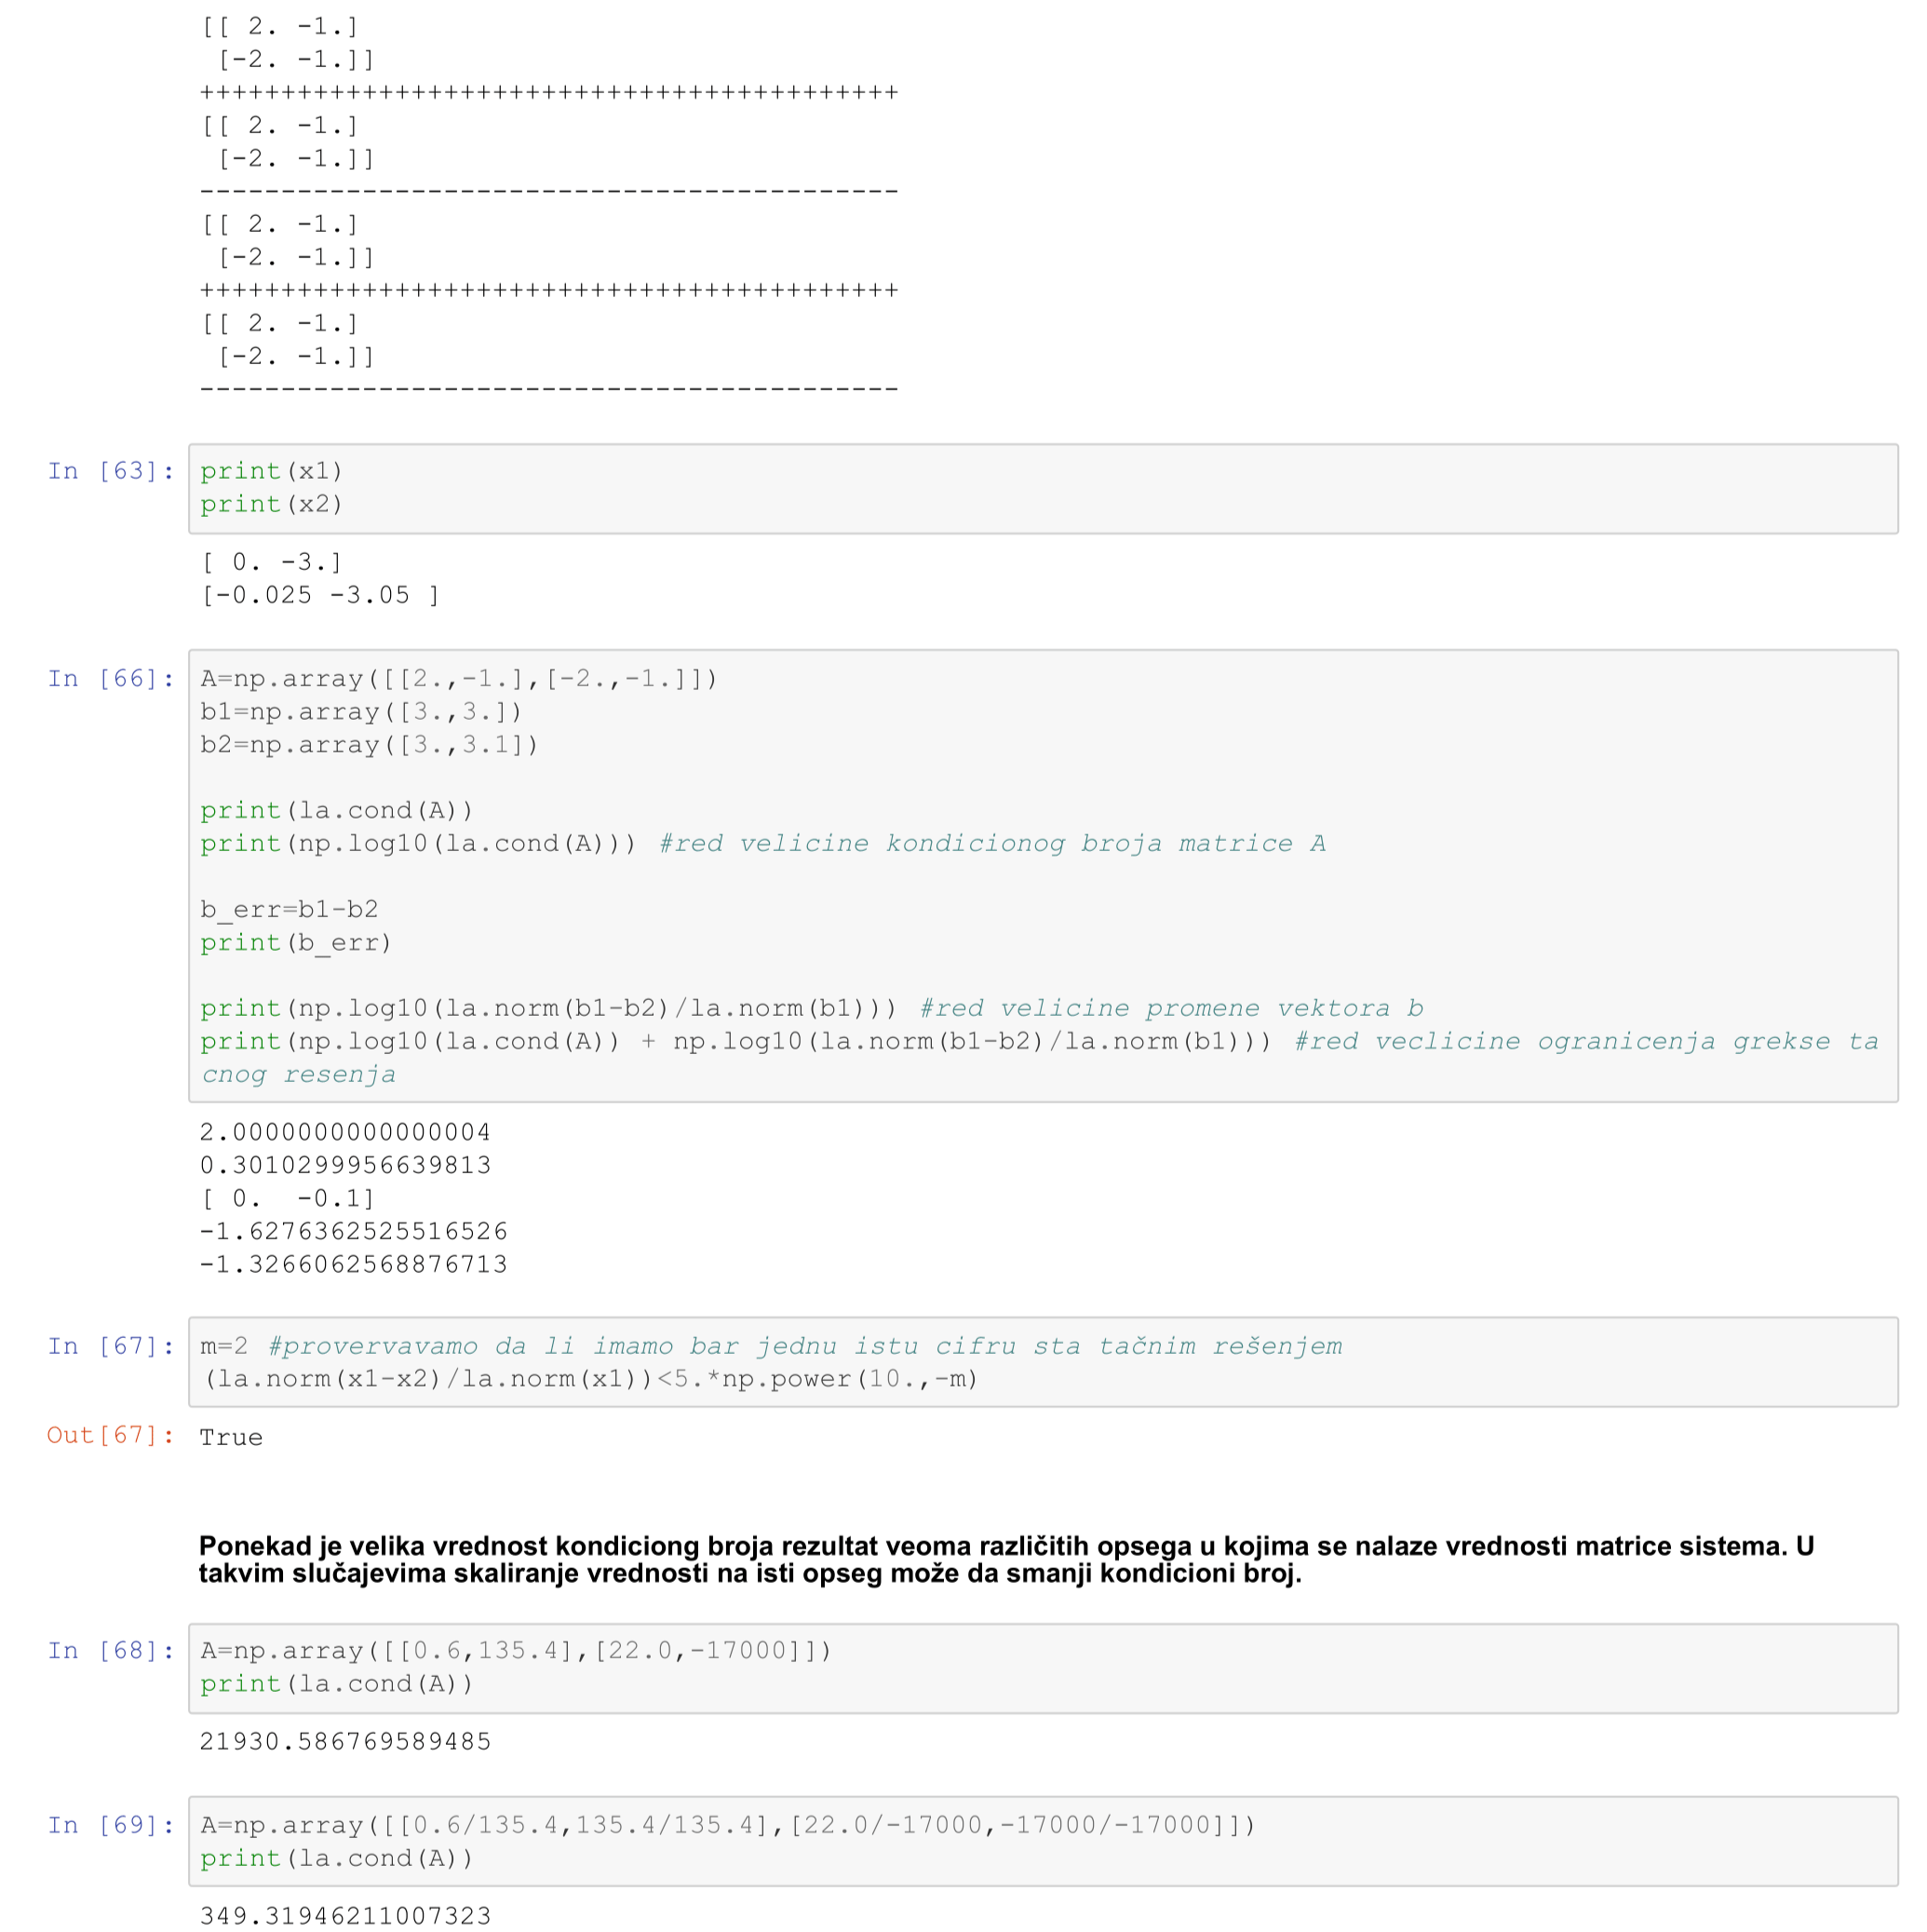 [[ 2. -1.]
 [-2. -1.]]
+++++++++++++++++++++++++++++++++++++++++++
[[ 2. -1.]
 [-2. -1.]]
-------------------------------------------
[[ 2. -1.]
 [-2. -1.]]
+++++++++++++++++++++++++++++++++++++++++++
[[ 2. -1.]
 [-2. -1.]]
-------------------------------------------
In [63]: print(x1)
print(x2)
[ 0. -3.]
[-0.025 -3.05 ]
In [66]: A=np.array([[2.,-1.],[-2.,-1.]])
b1=np.array([3.,3.])
b2=np.array([3.,3.1])
print(la.cond(A))
print(np.log10(la.cond(A))) #red velicine kondicionog broja matrice A
b_err=b1-b2
print(b_err)
print(np.log10(la.norm(b1-b2)/la.norm(b1))) #red velicine promene vektora b
print(np.log10(la.cond(A)) + np.log10(la.norm(b1-b2)/la.norm(b1))) #red veclicine ogranicenja grekse ta
cnog resenja
2.0000000000000004
0.3010299956639813
[ 0.  -0.1]
-1.6276362525516526
-1.3266062568876713
In [67]: m=2 #provervavamo da li imamo bar jednu istu cifru sta tačnim rešenjem
(la.norm(x1-x2)/la.norm(x1))<5.*np.power(10.,-m)
Out[67]: True
Ponekad je velika vrednost kondiciong broja rezultat veoma različitih opsega u kojima se nalaze vrednosti matrice sistema. U
takvim slučajevima skaliranje vrednosti na isti opseg može da smanji kondicioni broj.
In [68]: A=np.array([[0.6,135.4],[22.0,-17000]])
print(la.cond(A))
21930.586769589485
In [69]: A=np.array([[0.6/135.4,135.4/135.4],[22.0/-17000,-17000/-17000]])
print(la.cond(A))
349.31946211007323